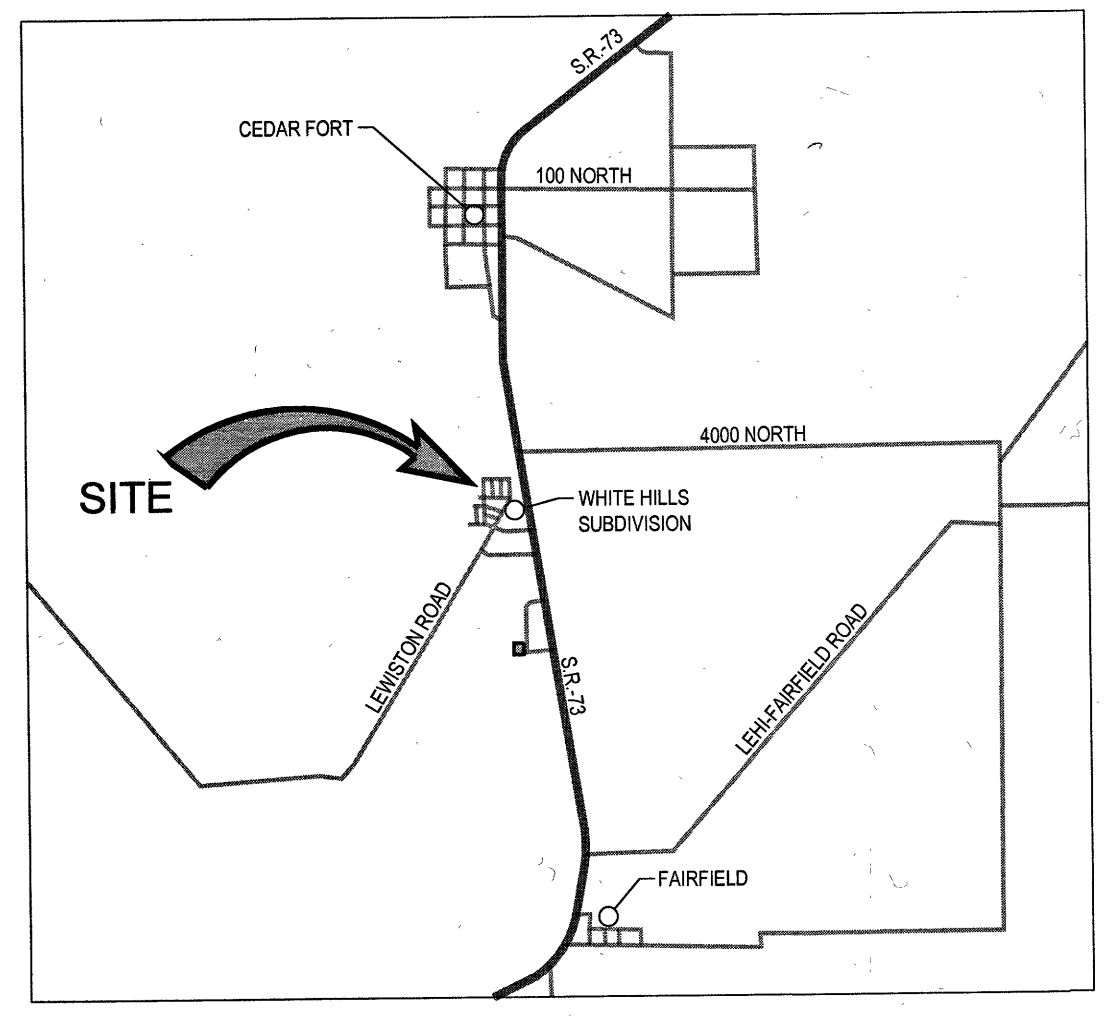 S.R.-73
CEDAR FORT
100 NORTH
4000 NORTH
SITE
WHITE HILLS
SUBDIVISION
LEWISTON ROAD
LEHI-FAIRFIELD ROAD
S.R.-73
FAIRFIELD